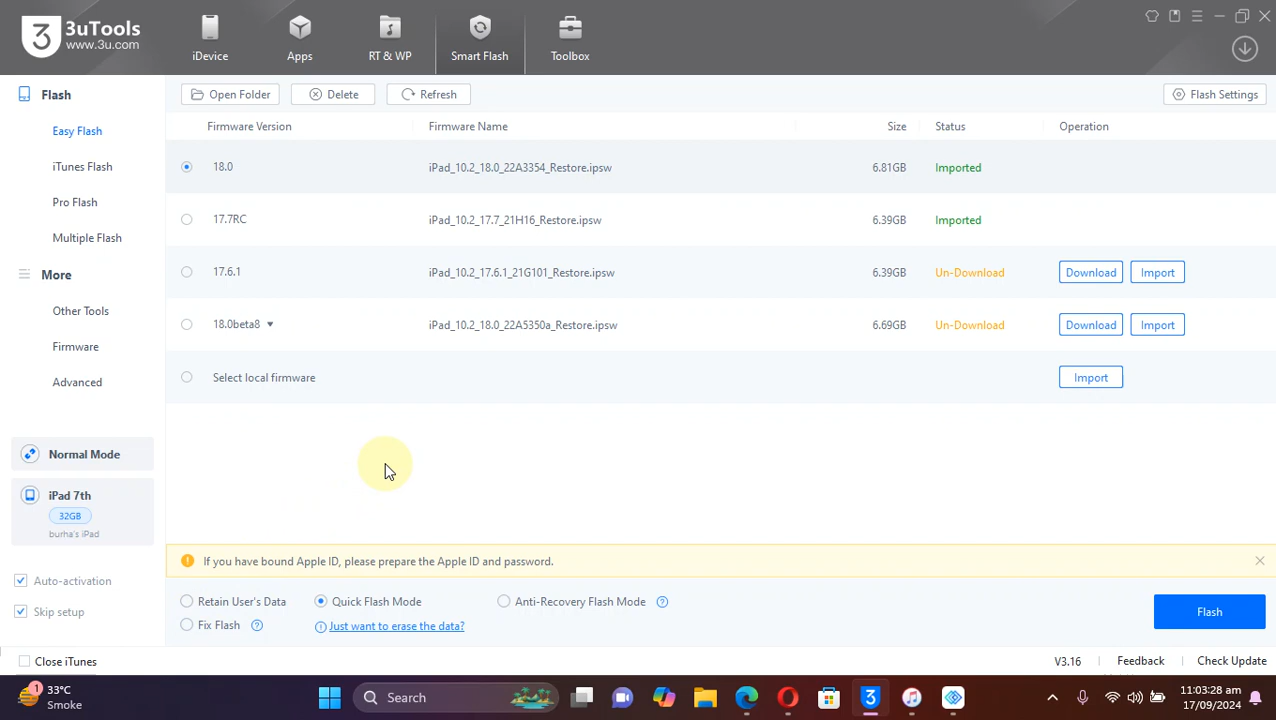 3uTools
www.3u.com
iDevice
Apps
RT & WP
Smart Flash
Toolbox
Flash
Easy Flash
iTunes Flash
Pro Flash
Multiple Flash
More
Other Tools
Firmware
Advanced
Normal Mode
iPad 7th
32GB
burha's iPad
Auto-activation
Skip setup
Open Folder Delete Refresh Flash Settings
Firmware Version Firmware Name Size Status Operation
18.0 iPad_10.2_18.0_22A3354_Restore.ipsw 6.81GB Imported
17.7RC iPad_10.2_17.7_21H16_Restore.ipsw 6.39GB Imported
17.6.1 iPad_10.2_17.6.1_21G101_Restore.ipsw 6.39GB Un-Download Download Import
18.0beta8 iPad_10.2_18.0_22A5350a_Restore.ipsw 6.69GB Un-Download Download Import
Select local firmware Import
If you have bound Apple ID, please prepare the Apple ID and password.
Retain User's Data Quick Flash Mode Anti-Recovery Flash Mode
Fix Flash Just want to erase the data?
Flash
Close iTunes V3.16 Feedback Check Update
1
33°C
Smoke
Search
11:03:28 am
17/09/2024